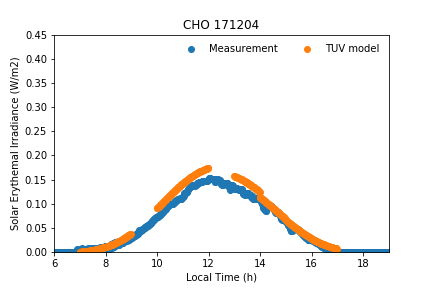 CHO 171204
Measurement TUV model
Solar Erythemal Irradiance (W/m2)
0.45
0.40
0.35
0.30
0.25
0.20
0.15
0.10
0.05
0.00
6 8 10 12 14 16 18
Local Time (h)